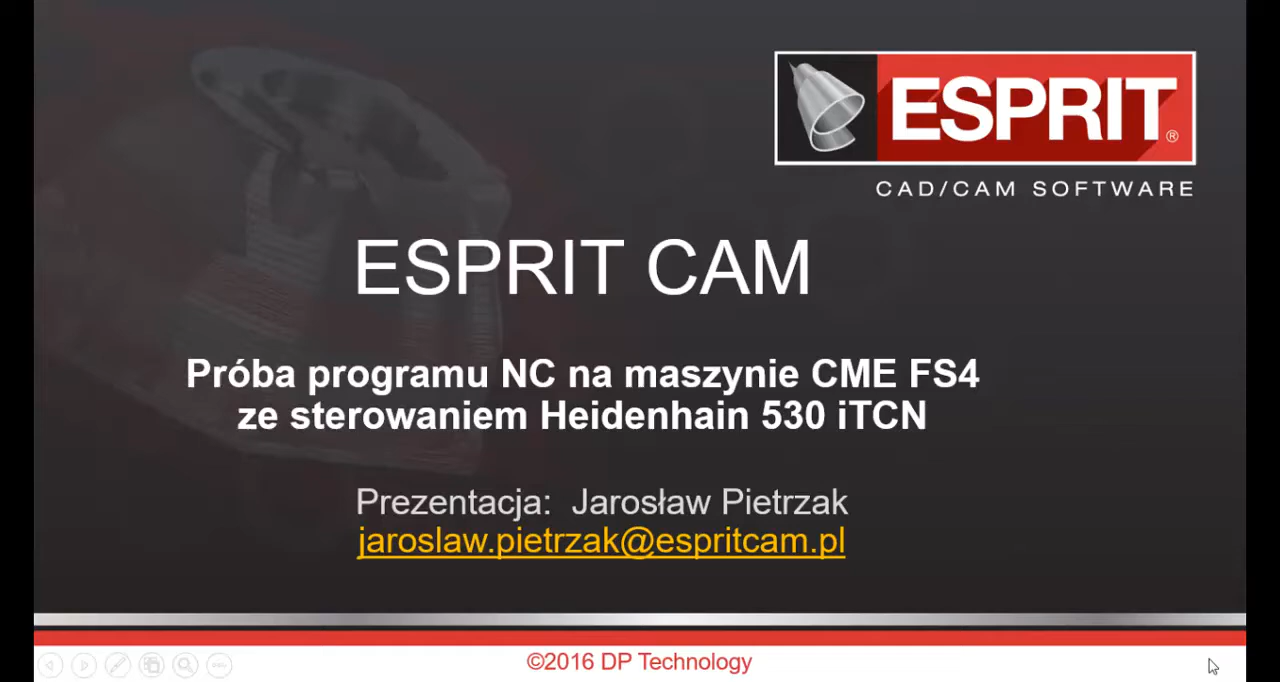 ESPRIT®
CAD/CAM SOFTWARE
ESPRIT CAM
Próba programu NC na maszynie CME FS4
ze sterowaniem Heidenhain 530 iTCN
Prezentacja: Jarosław Pietrzak
jaroslaw.pietrzak@espritcam.pl
©2016 DP Technology